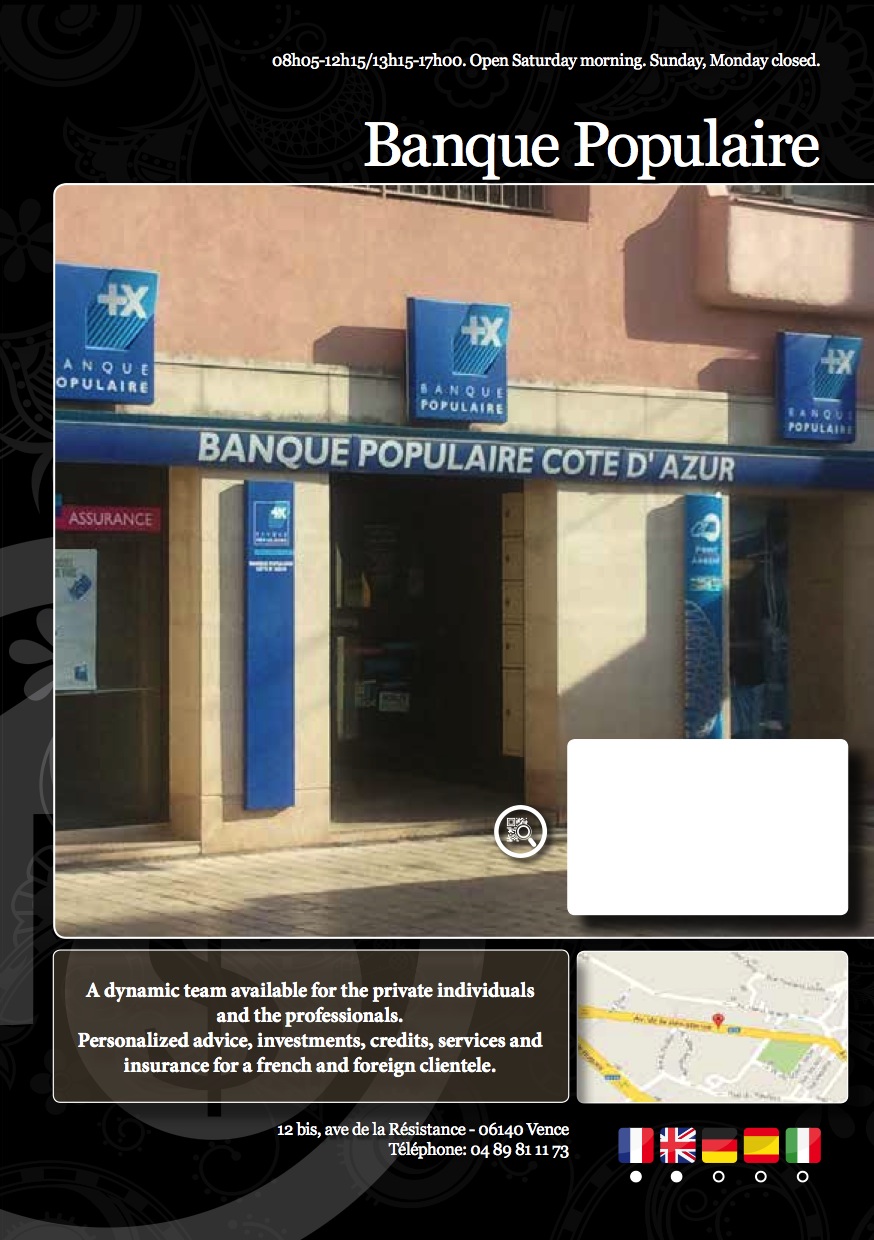 08h05-12h15/13h15-17h00. Open Saturday morning. Sunday, Monday closed.
Banque Populaire
+X
ANQUE
OPULAIRE
+X
BANQUE
POPULAIRE
+X
BANQUE
POPULAIRE
BANQUE POPULAIRE COTE D'AZUR
ASSURANCE
A dynamic team available for the private individuals
and the professionals.
Personalized advice, investments, credits, services and
insurance for a french and foreign clientele.
12 bis, ave de la Résistance - 06140 Vence
Téléphone: 04 89 81 11 73